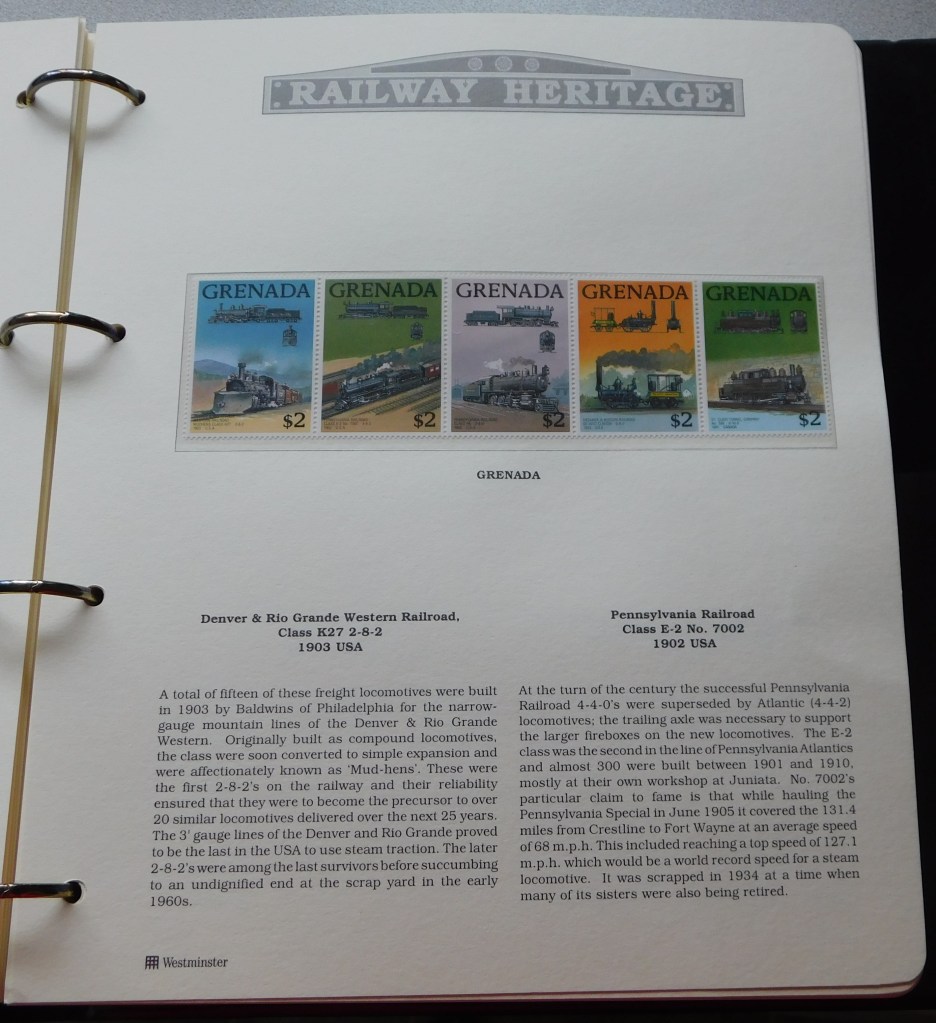 RAILWAY HERITAGE
GRENADA GRENADA GRENADA GRENADA GRENADA
$2 $2 $2 $2 $2
GRENADA
Denver & Rio Grande Western Railroad,
Class K27 2-8-2
1903 USA
A total of fifteen of these freight locomotives were built
in 1903 by Baldwins of Philadelphia for the narrow-
gauge mountain lines of the Denver & Rio Grande
Western. Originally built as compound locomotives,
the class were soon converted to simple expansion and
were affectionately known as 'Mud-hens'. These were
the first 2-8-2's on the railway and their reliability
ensured that they were to become the precursor to over
20 similar locomotives delivered over the next 25 years.
The 3' gauge lines of the Denver and Rio Grande proved
to be the last in the USA to use steam traction. The later
2-8-2's were among the last survivors before succumbing
to an undignified end at the scrap yard in the early
1960s.
Pennsylvania Railroad
Class E-2 No. 7002
1902 USA
At the turn of the century the successful Pennsylvania
Railroad 4-4-0's were superseded by Atlantic (4-4-2)
locomotives; the trailing axle was necessary to support
the larger fireboxes on the new locomotives. The E-2
class was the second in the line of Pennsylvania Atlantics
and almost 300 were built between 1901 and 1910,
mostly at their own workshop at Juniata. No. 7002's
particular claim to fame is that while hauling the
Pennsylvania Special in June 1905 it covered the 131.4
miles from Crestline to Fort Wayne at an average speed
of 68 m.p.h. This included reaching a top speed of 127.1
m.p.h. which would be a world record speed for a steam
locomotive. It was scrapped in 1934 at a time when
many of its sisters were also being retired.
Westminster